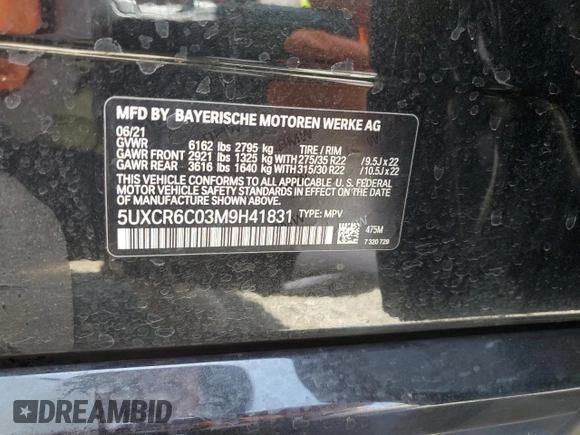 MFD BY BAYERISCHE MOTOREN WERKE AG
06/21
GVWR 6162 lbs 2795 kg TIRE / RIM
GAWR FRONT 2921 lbs 1325 kg WITH 275/35 R22 /9.5J x 22
GAWR REAR 3616 lbs 1640 kg WITH 315/30 R22 /10.5J x 22
THIS VEHICLE CONFORMS TO ALL APPLICABLE U.S. FEDERAL
MOTOR VEHICLE SAFETY STANDARDS IN EFFECT ON THE
DATE OF MANUFACTURE SHOWN ABOVE.
5UXCR6C03M9H41831 TYPE: MPV
475M
7 320 729
DREAMBID